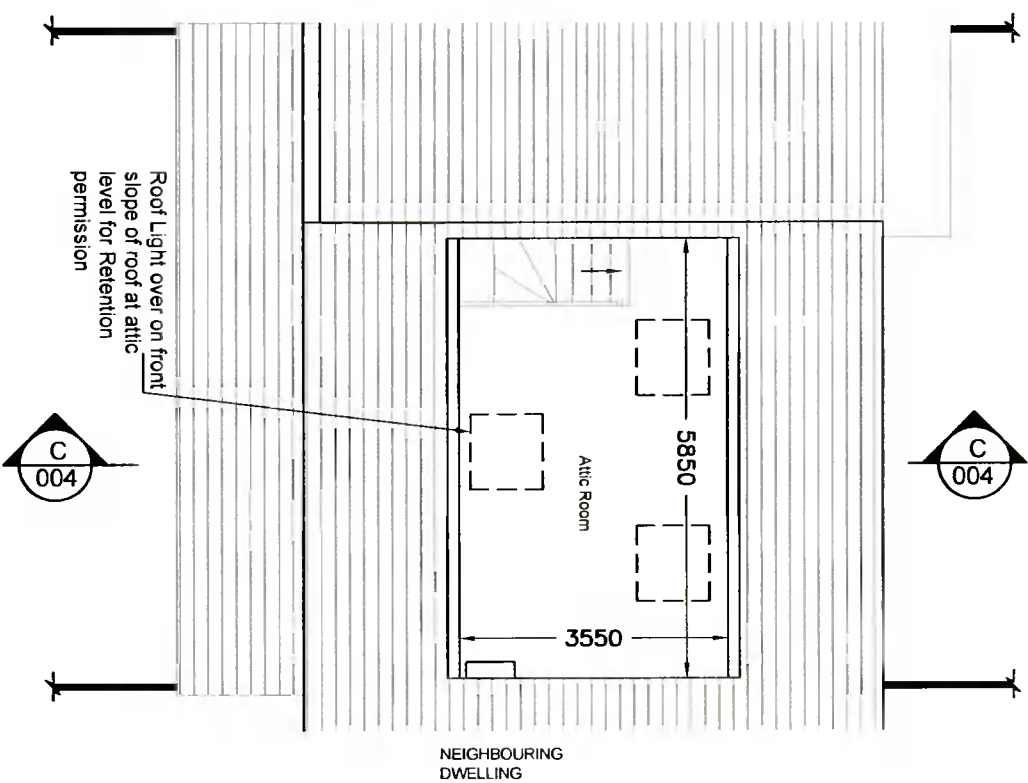 Roof Light over on front
slope of roof at attic
level for Retention
permission
C
004
C
004
5850
Attic Room
3550
NEIGHBOURING
DWELLING